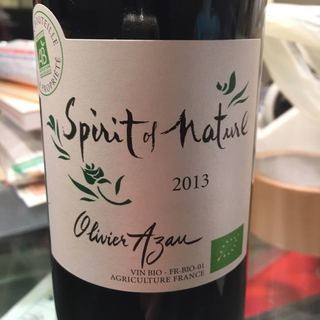 Spirit of Nature
2013
Olivier Azan
VIN BIO - FR-BIO-01
AGRICULTURE FRANCE